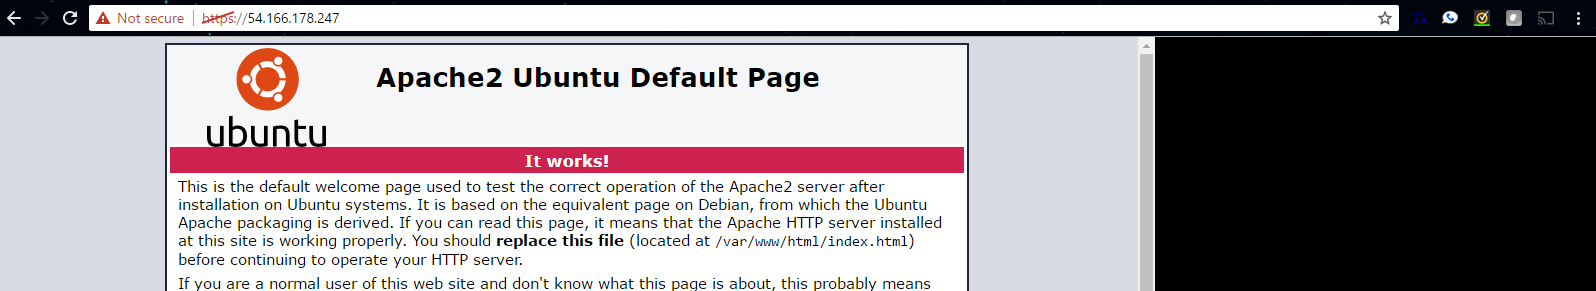 Not secure | https://54.166.178.247
Apache2 Ubuntu Default Page
ubuntu
It works!
This is the default welcome page used to test the correct operation of the Apache2 server after
installation on Ubuntu systems. It is based on the equivalent page on Debian, from which the Ubuntu
Apache packaging is derived. If you can read this page, it means that the Apache HTTP server installed
at this site is working properly. You should replace this file (located at /var/www/html/index.html)
before continuing to operate your HTTP server.
If you are a normal user of this web site and don't know what this page is about, this probably means